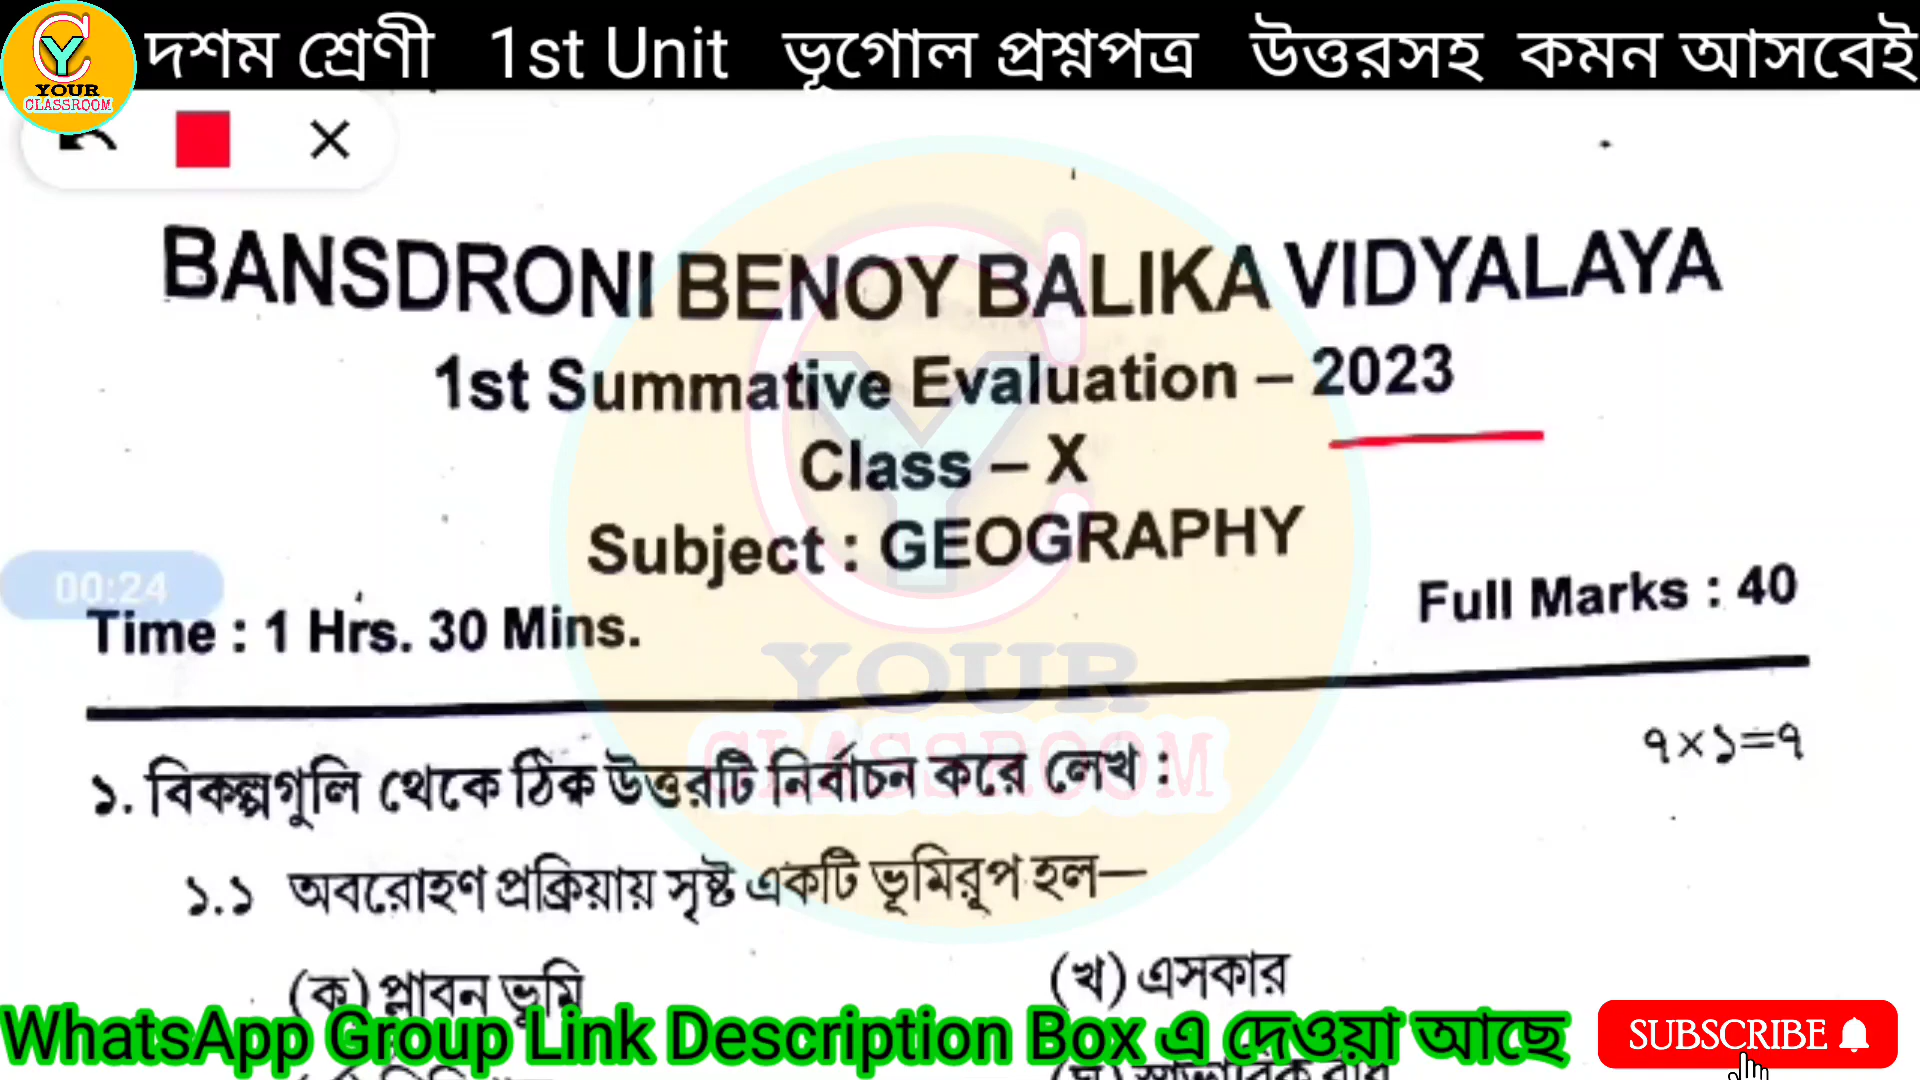 দশম শ্রেণী 1st Unit ভূগোল প্রশ্নপত্র উত্তরসহ কমন আসবেই
YOUR
CLASSROOM
BANSDRONI BENOY BALIKA VIDYALAYA
1st Summative Evaluation – 2023
Class – X
Subject : GEOGRAPHY
00:24
Time : 1 Hrs. 30 Mins.
Full Marks : 40
YOUR
CLASSROOM
১. বিকল্পগুলি থেকে ঠিক উত্তরটি নির্বাচন করে লেখ :
৭×১=৭
১.১ অবরোহণ প্রক্রিয়ায় সৃষ্ট একটি ভূমিরূপ হল—
(ক) প্লাবন ভূমি
(খ) এসকার
WhatsApp Group Link Description Box এ দেওয়া আছে
SUBSCRIBE